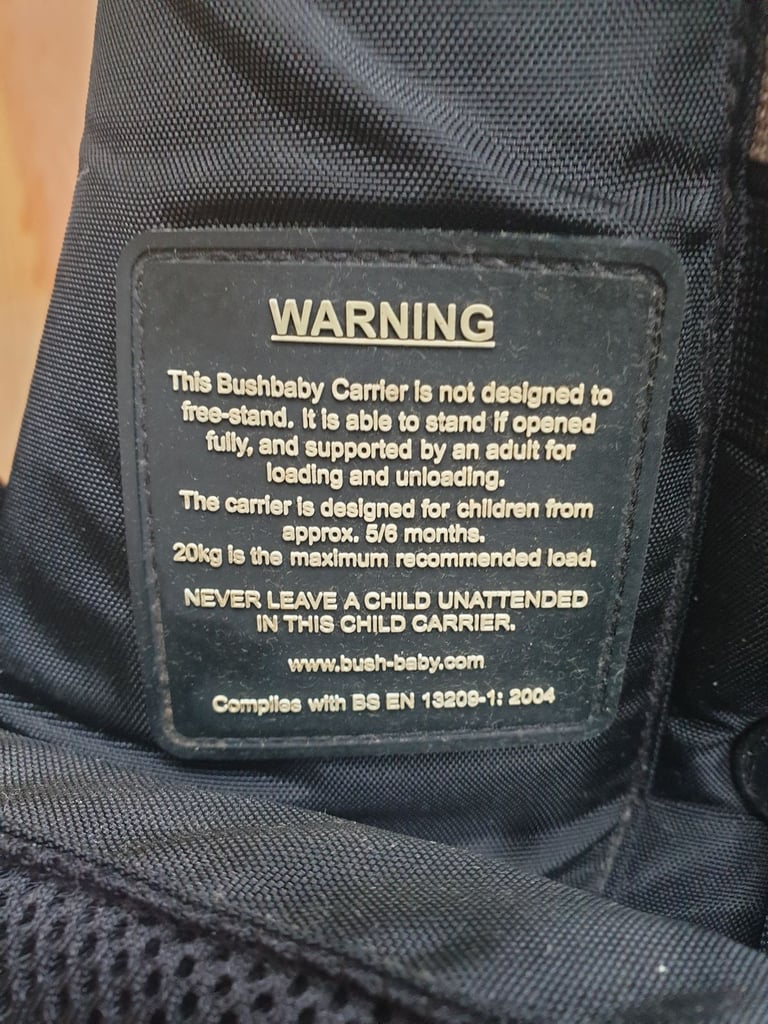 WARNING
This Bushbaby Carrier is not designed to
free-stand. It is able to stand if opened
fully, and supported by an adult for
loading and unloading.
The carrier is designed for children from
approx. 5/6 months.
20kg is the maximum recommended load.
NEVER LEAVE A CHILD UNATTENDED
IN THIS CHILD CARRIER.
www.bush-baby.com
Complies with BS EN 13209-1: 2004